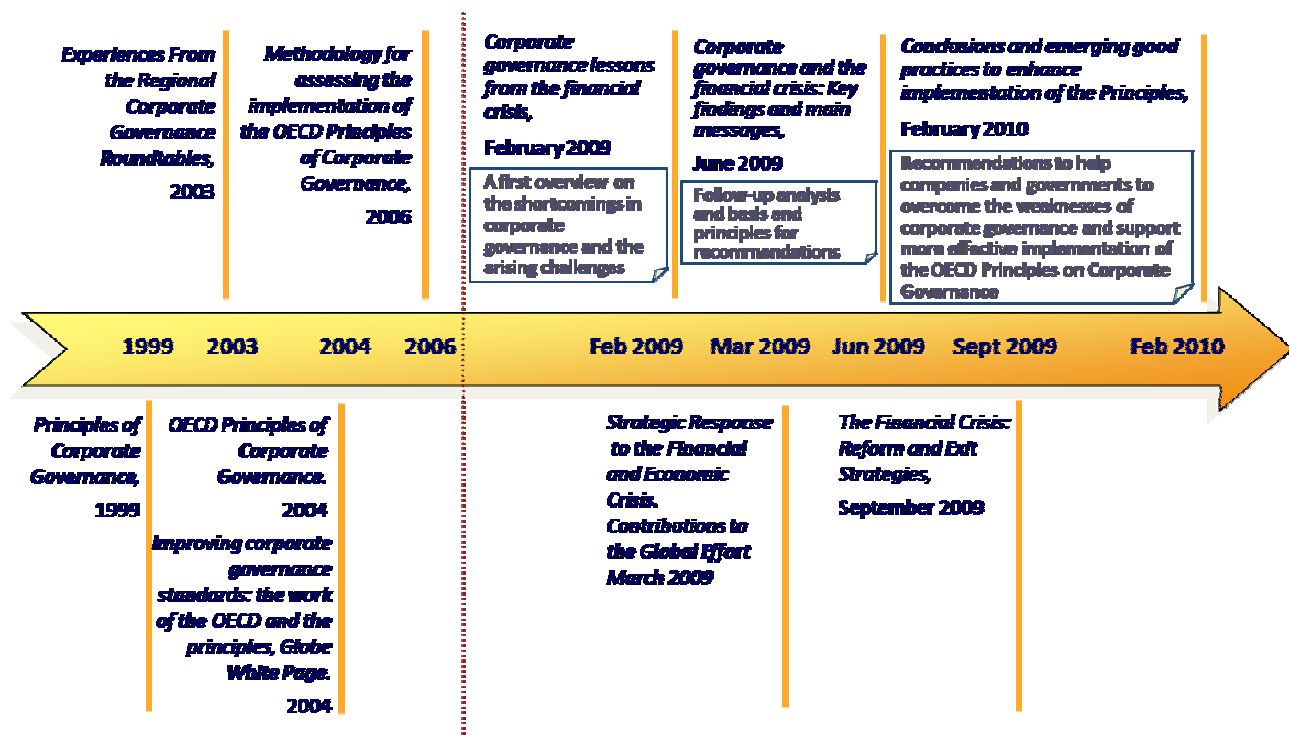 Experiences From
the Regional
Corporate
Governance
Roundtables,
2003
Methodology for
assessing the
implementation of
the OECD Principles
of Corporate
Governance,
2006
Corporate
governance lessons
from the financial
crisis,
February 2009
A first overview on
the shortcomings in
corporate
governance and the
arising challenges
Corporate
governance and the
financial crisis: Key
findings and main
messages,
June 2009
Follow-up analysis
and basis and
principles for
recommendations
Conclusions and emerging good
practices to enhance
implementation of the Principles,
February 2010
Recommendations to help
companies and governments to
overcome the weaknesses of
corporate governance and support
more effective implementation of
the OECD Principles on Corporate
Governance
1999 2003 2004 2006 Feb 2009 Mar 2009 Jun 2009 Sept 2009 Feb 2010
Principles of
Corporate
Governance,
1999
OECD Principles of
Corporate
Governance.
2004
Improving corporate
governance
standards: the work
of the OECD and the
principles, Globe
White Page.
2004
Strategic Response
to the Financial
and Economic
Crisis.
Contributions to
the Global Effort
March 2009
The Financial Crisis:
Reform and Exit
Strategies,
September 2009